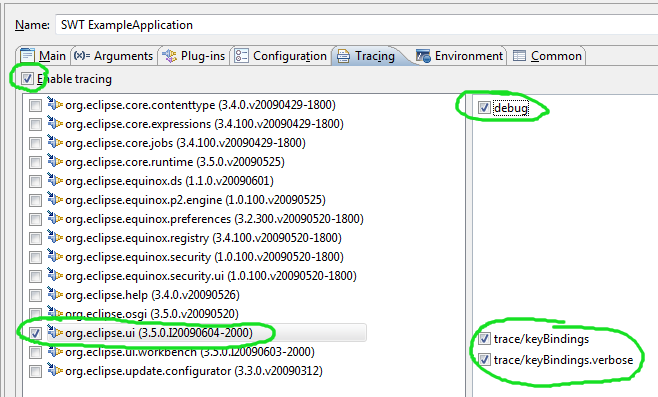 Name: SWT ExampleApplication
Main (x)= Arguments Plug-ins Configuration Tracing Environment Common
Enable tracing
org.eclipse.core.contenttype (3.4.0.v20090429-1800)
org.eclipse.core.expressions (3.4.100.v20090429-1800)
org.eclipse.core.jobs (3.4.100.v20090429-1800)
org.eclipse.core.runtime (3.5.0.v20090525)
org.eclipse.equinox.ds (1.1.0.v20090601)
org.eclipse.equinox.p2.engine (1.0.100.v20090525)
org.eclipse.equinox.preferences (3.2.300.v20090520-1800)
org.eclipse.equinox.registry (3.4.100.v20090520-1800)
org.eclipse.equinox.security (1.0.100.v20090520-1800)
org.eclipse.equinox.security.ui (1.0.100.v20090520-1800)
org.eclipse.help (3.4.0.v20090526)
org.eclipse.osgi (3.5.0.v20090520)
org.eclipse.ui (3.5.0.I20090604-2000)
org.eclipse.ui.workbench (3.5.0.I20090603-2000)
org.eclipse.update.configurator (3.3.0.v20090312)
debug
trace/keyBindings
trace/keyBindings.verbose